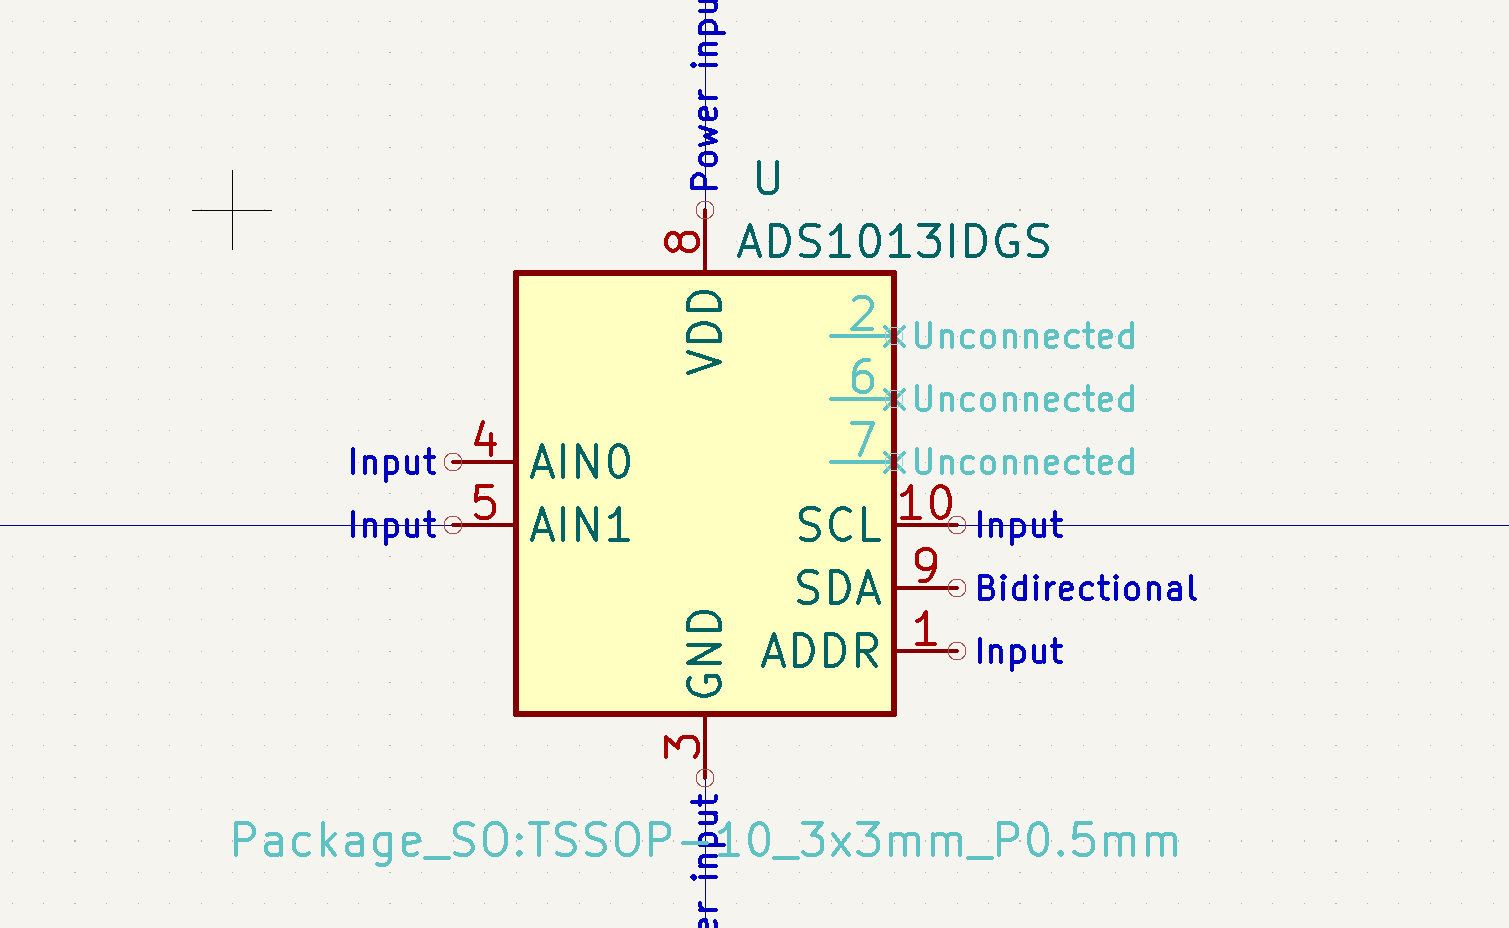 Power inpu
U
8
ADS1013IDGS
VDD
2
Unconnected
6
Unconnected
7
Unconnected
Input
4
AIN0
Input
5
AIN1
SCL
10
Input
SDA
9
Bidirectional
ADDR
1
Input
GND
3
er input
Package_SO:TSSOP-10_3x3mm_P0.5mm